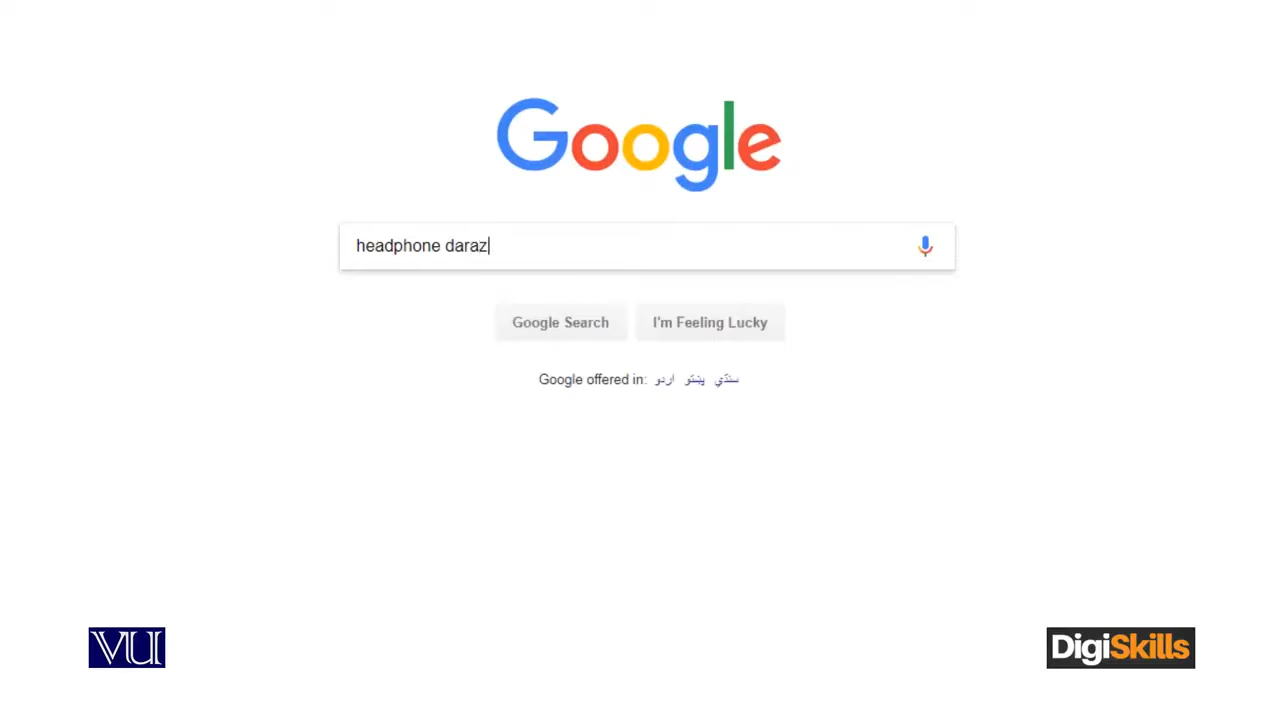 Google
headphone daraz
Google Search I'm Feeling Lucky
Google offered in: اردو پښتو سنڌي
VU DigiSkills